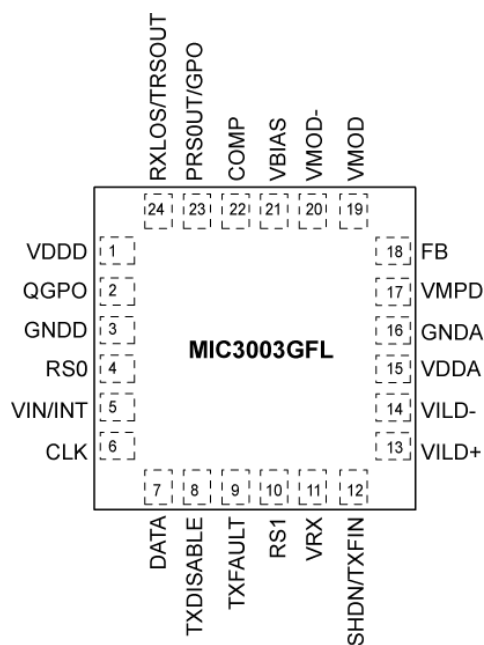 RXLOS/TRSOUT
PRS0UT/GPO
COMP
VBIAS
VMOD-
VMOD
24
23
22
21
20
19
VDDD
1
QGPO
2
GNDD
3
RS0
4
VIN/INT
5
CLK
6
MIC3003GFL
18
FB
17
VMPD
16
GNDA
15
VDDA
14
VILD-
13
VILD+
7
8
9
10
11
12
DATA
TXDISABLE
TXFAULT
RS1
VRX
SHDN/TXFIN